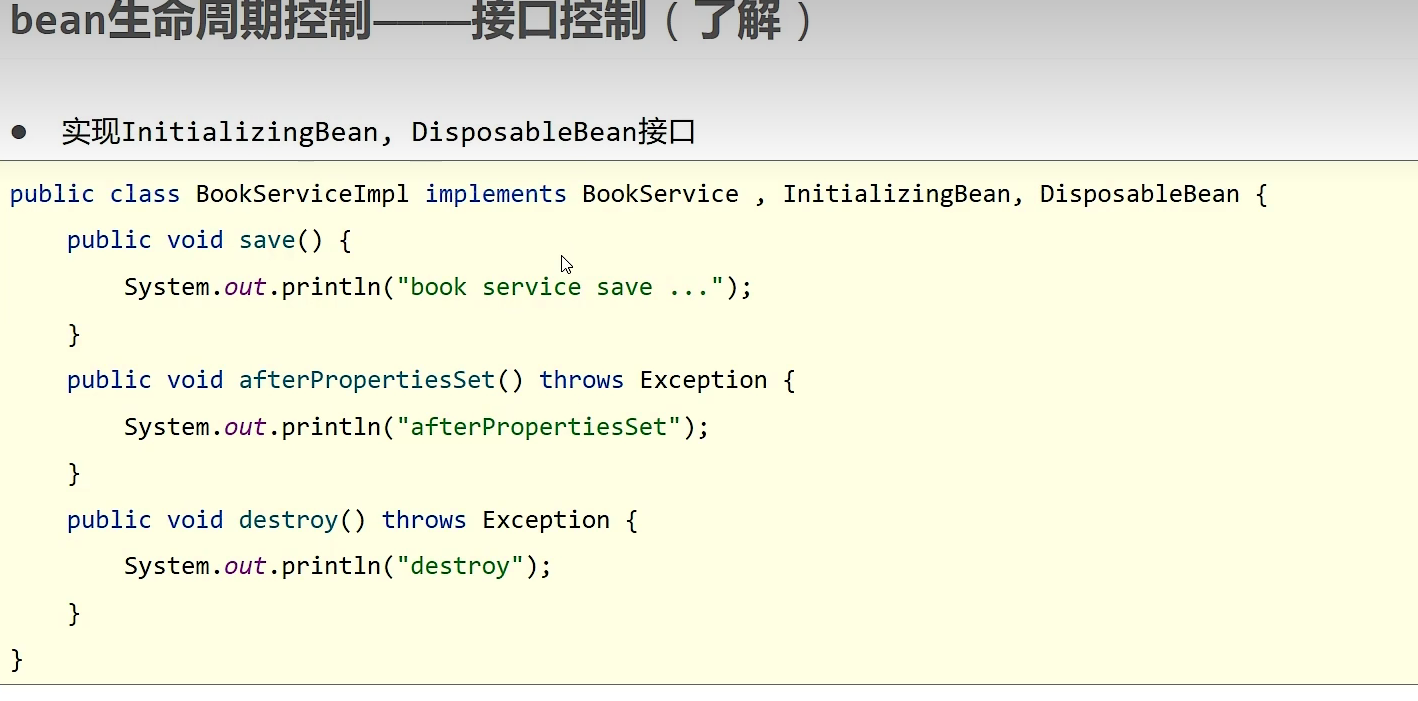 bean生命周期控制————接口控制（了解）
● 实现InitializingBean, DisposableBean接口
public class BookServiceImpl implements BookService , InitializingBean, DisposableBean {
    public void save() {
        System.out.println("book service save ...");
    }
    public void afterPropertiesSet() throws Exception {
        System.out.println("afterPropertiesSet");
    }
    public void destroy() throws Exception {
        System.out.println("destroy");
    }
}